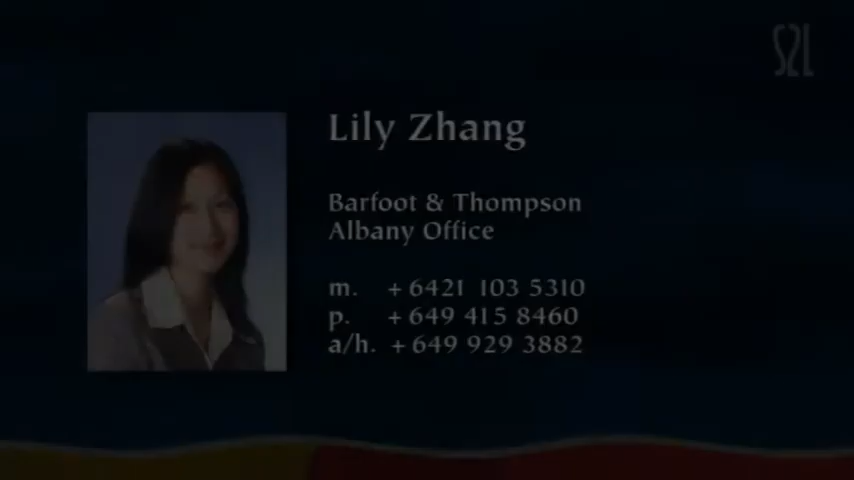 S2L
Lily Zhang
Barfoot & Thompson
Albany Office
m. +6421 103 5310
p. +649 415 8460
a/h. +649 929 3882